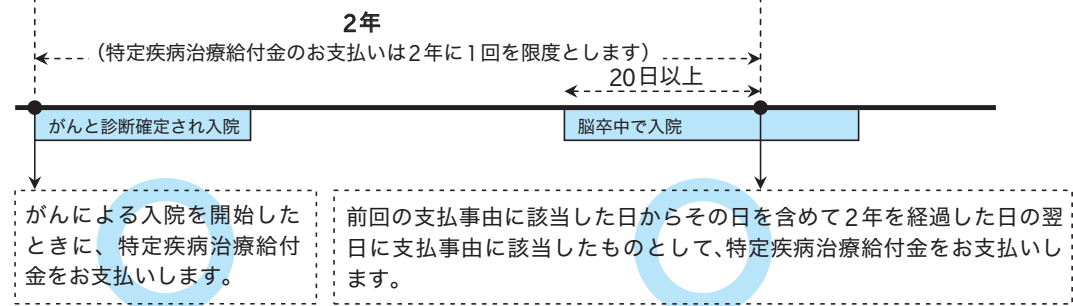 2年
（特定疾病治療給付金のお支払いは2年に1回を限度とします）
20日以上
がんと診断確定され入院
脳卒中で入院
がんによる入院を開始した
ときに、特定疾病治療給付
金をお支払いします。
前回の支払事由に該当した日からその日を含めて2年を経過した日の翌
日に支払事由に該当したものとして、特定疾病治療給付金をお支払いし
ます。